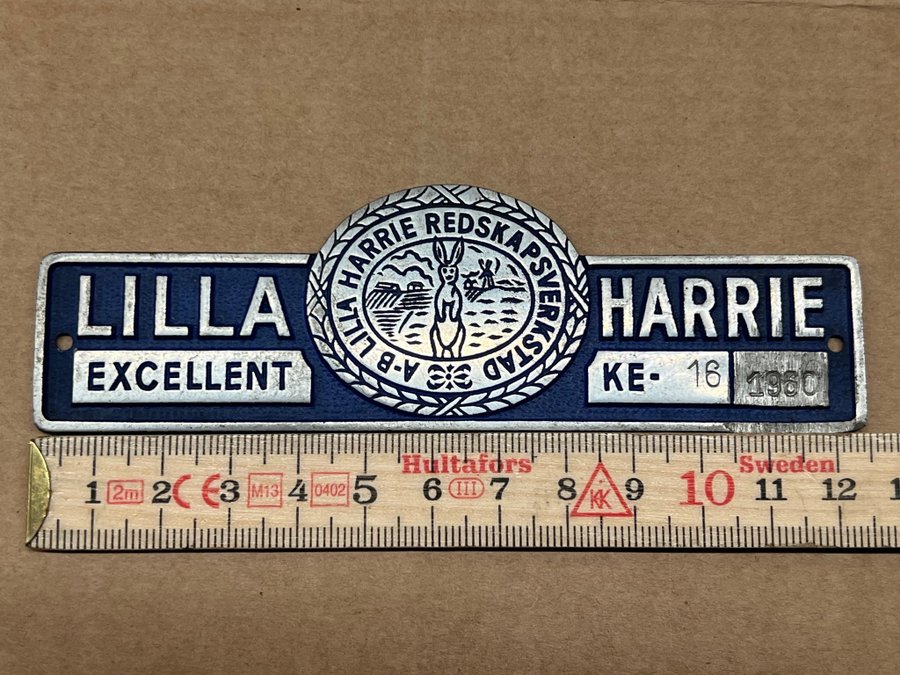 LILLA HARRIE
A-B LILLA HARRIE REDSKAPSVERKSTAD
EXCELLENT KE- 16 1960
Hultafors Sweden
1 2m 2 CE 3 M13 4 0402 5 6 III 7 8 KK 9 10 11 12